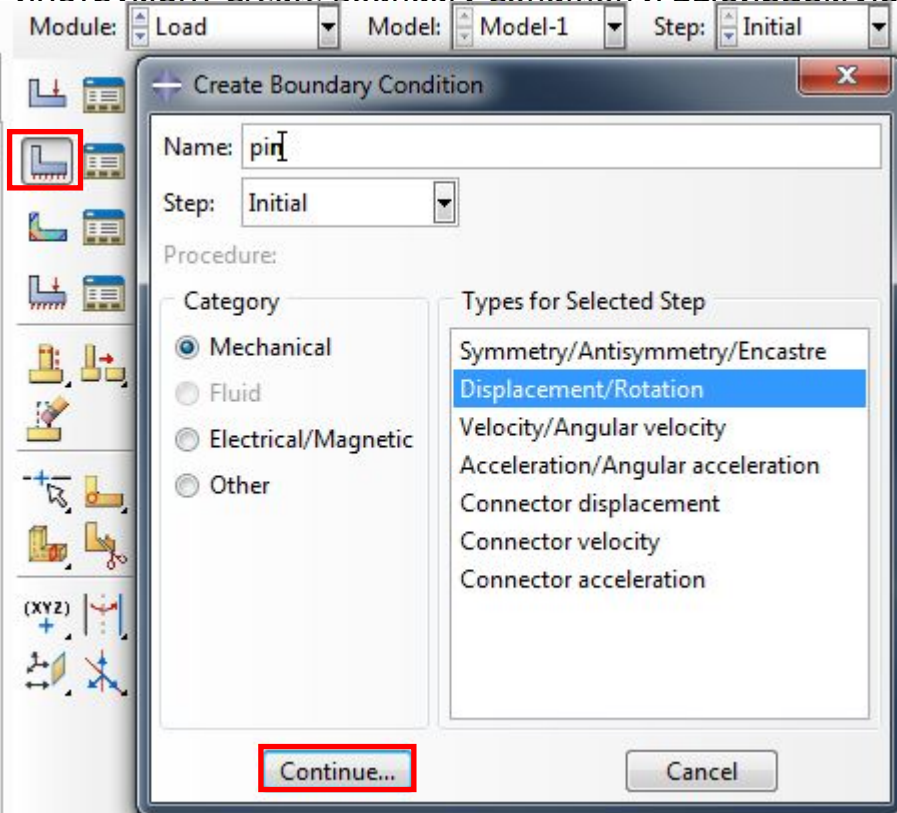 Module: Load Model: Model-1 Step: Initial
Create Boundary Condition
Name: pin
Step: Initial
Procedure:
Category
Mechanical
Fluid
Electrical/Magnetic
Other
Types for Selected Step
Symmetry/Antisymmetry/Encastre
Displacement/Rotation
Velocity/Angular velocity
Acceleration/Angular acceleration
Connector displacement
Connector velocity
Connector acceleration
(XYZ)
Continue...
Cancel